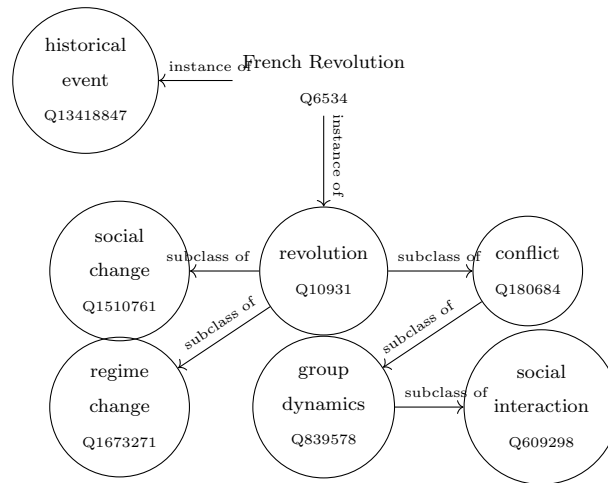 historical
event
Q13418847
instance of
French Revolution
Q6534
instance of
social
change
Q1510761
subclass of
revolution
Q10931
subclass of
conflict
Q180684
subclass of
subclass of
regime
change
Q1673271
group
dynamics
Q839578
subclass of
social
interaction
Q609298